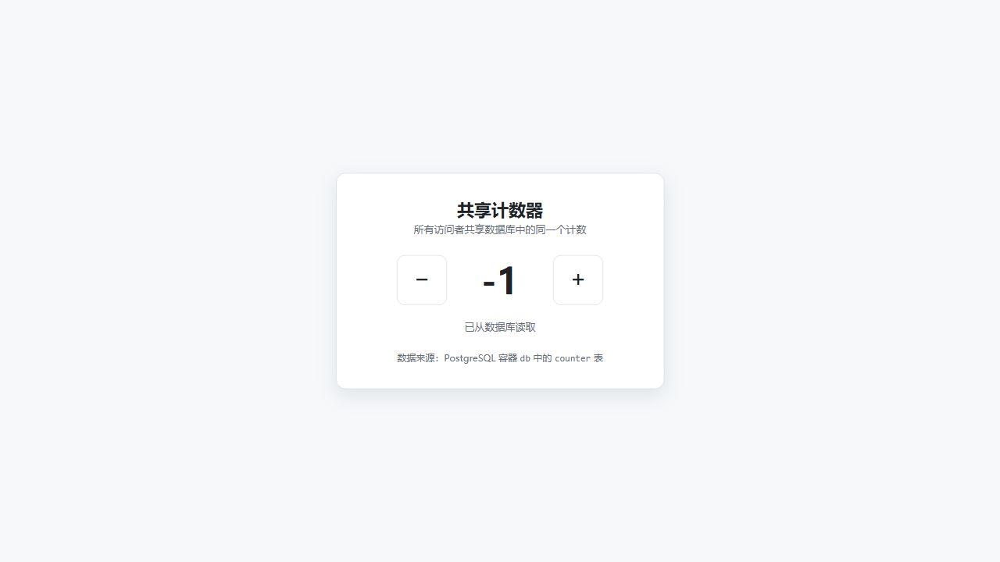 共享计数器
所有访问者共享数据库中的同一个计数
− -1 +
已从数据库读取
数据来源：PostgreSQL 容器 db 中的 counter 表